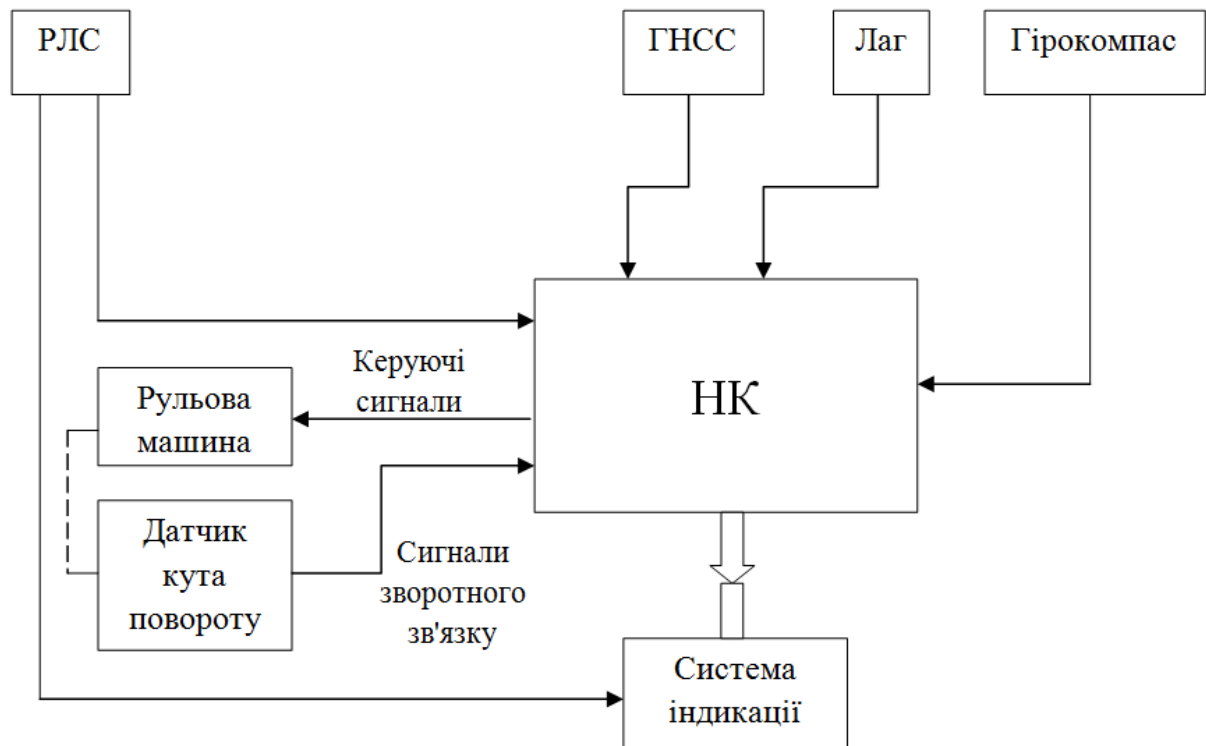 РЛС
ГНСС
Лаг
Гірокомпас
НК
Керуючі
сигнали
Рульова
машина
Датчик
кута
повороту
Сигнали
зворотного
зв'язку
Система
індикації